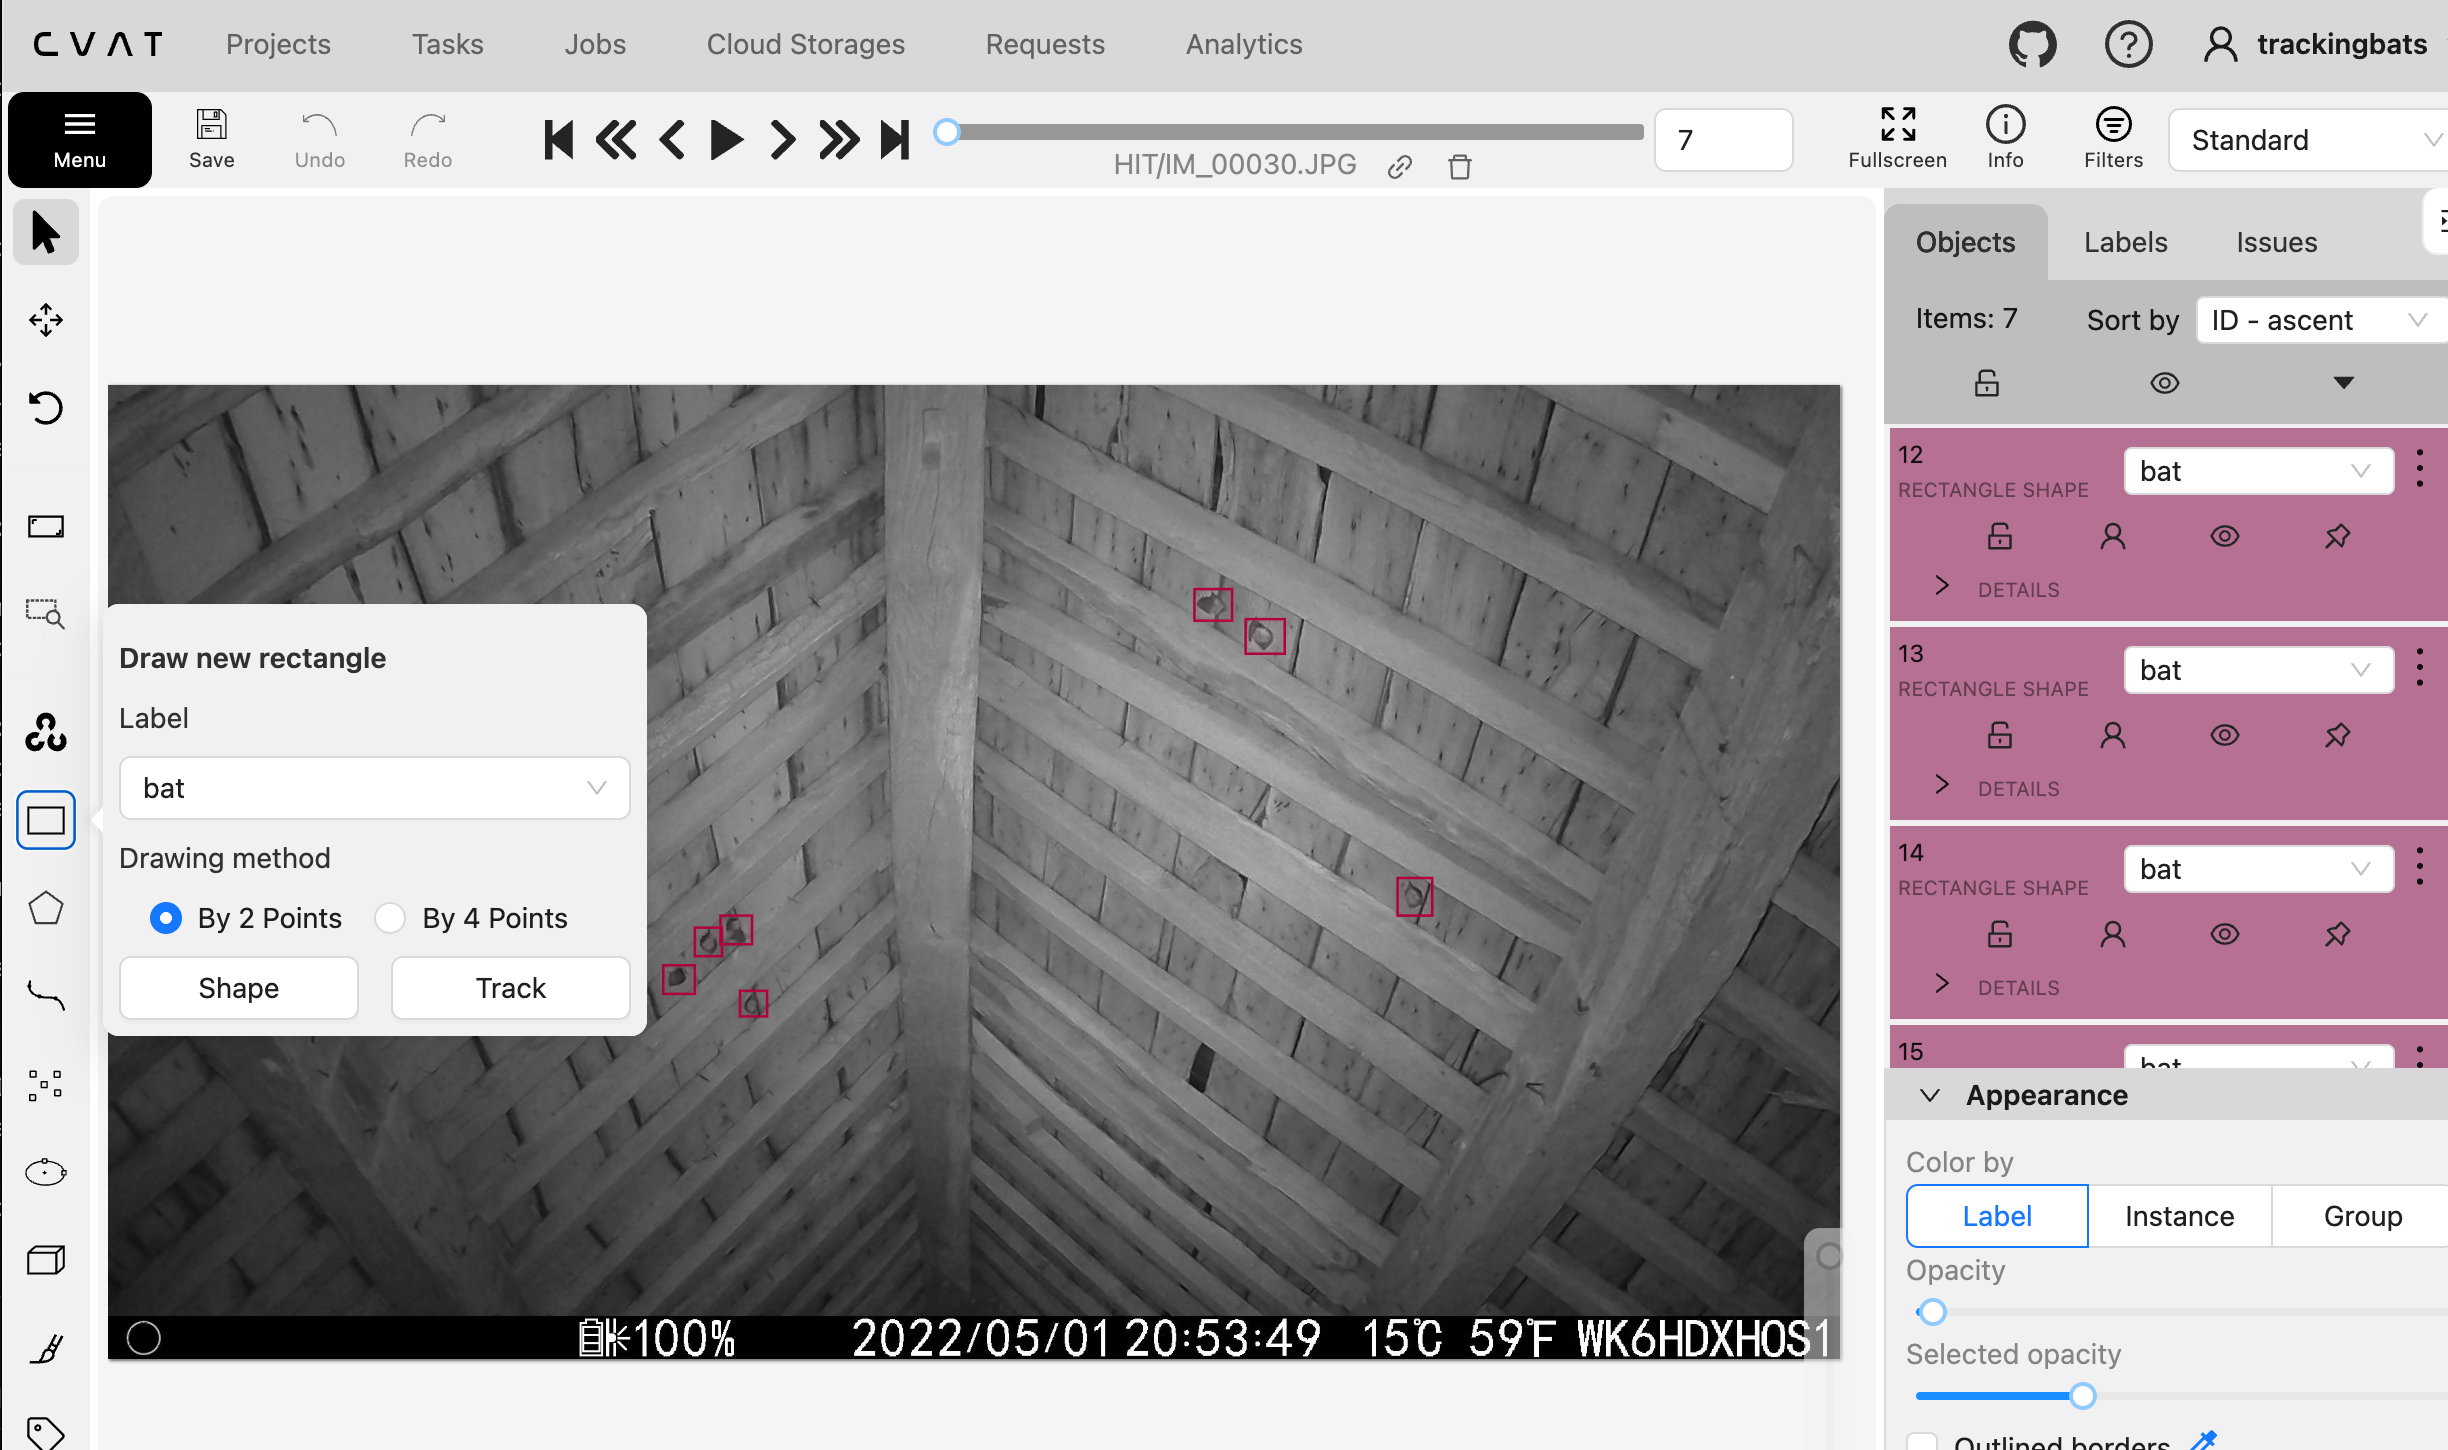 CVAT Projects Tasks Jobs Cloud Storages Requests Analytics trackingbats
Menu Save Undo Redo 7 Fullscreen Info Filters Standard
HIT/IM_00030.JPG
Objects Labels Issues
Items: 7 Sort by ID - ascent
12 bat
RECTANGLE SHAPE
DETAILS
13 bat
RECTANGLE SHAPE
DETAILS
14 bat
RECTANGLE SHAPE
DETAILS
15 bat
Appearance
Color by
Label Instance Group
Opacity
Selected opacity
Outlined borders
Draw new rectangle
Label
bat
Drawing method
By 2 Points By 4 Points
Shape Track
100% 2022/05/01 20:53:49 15℃ 59℉ WK6HDXHOS1